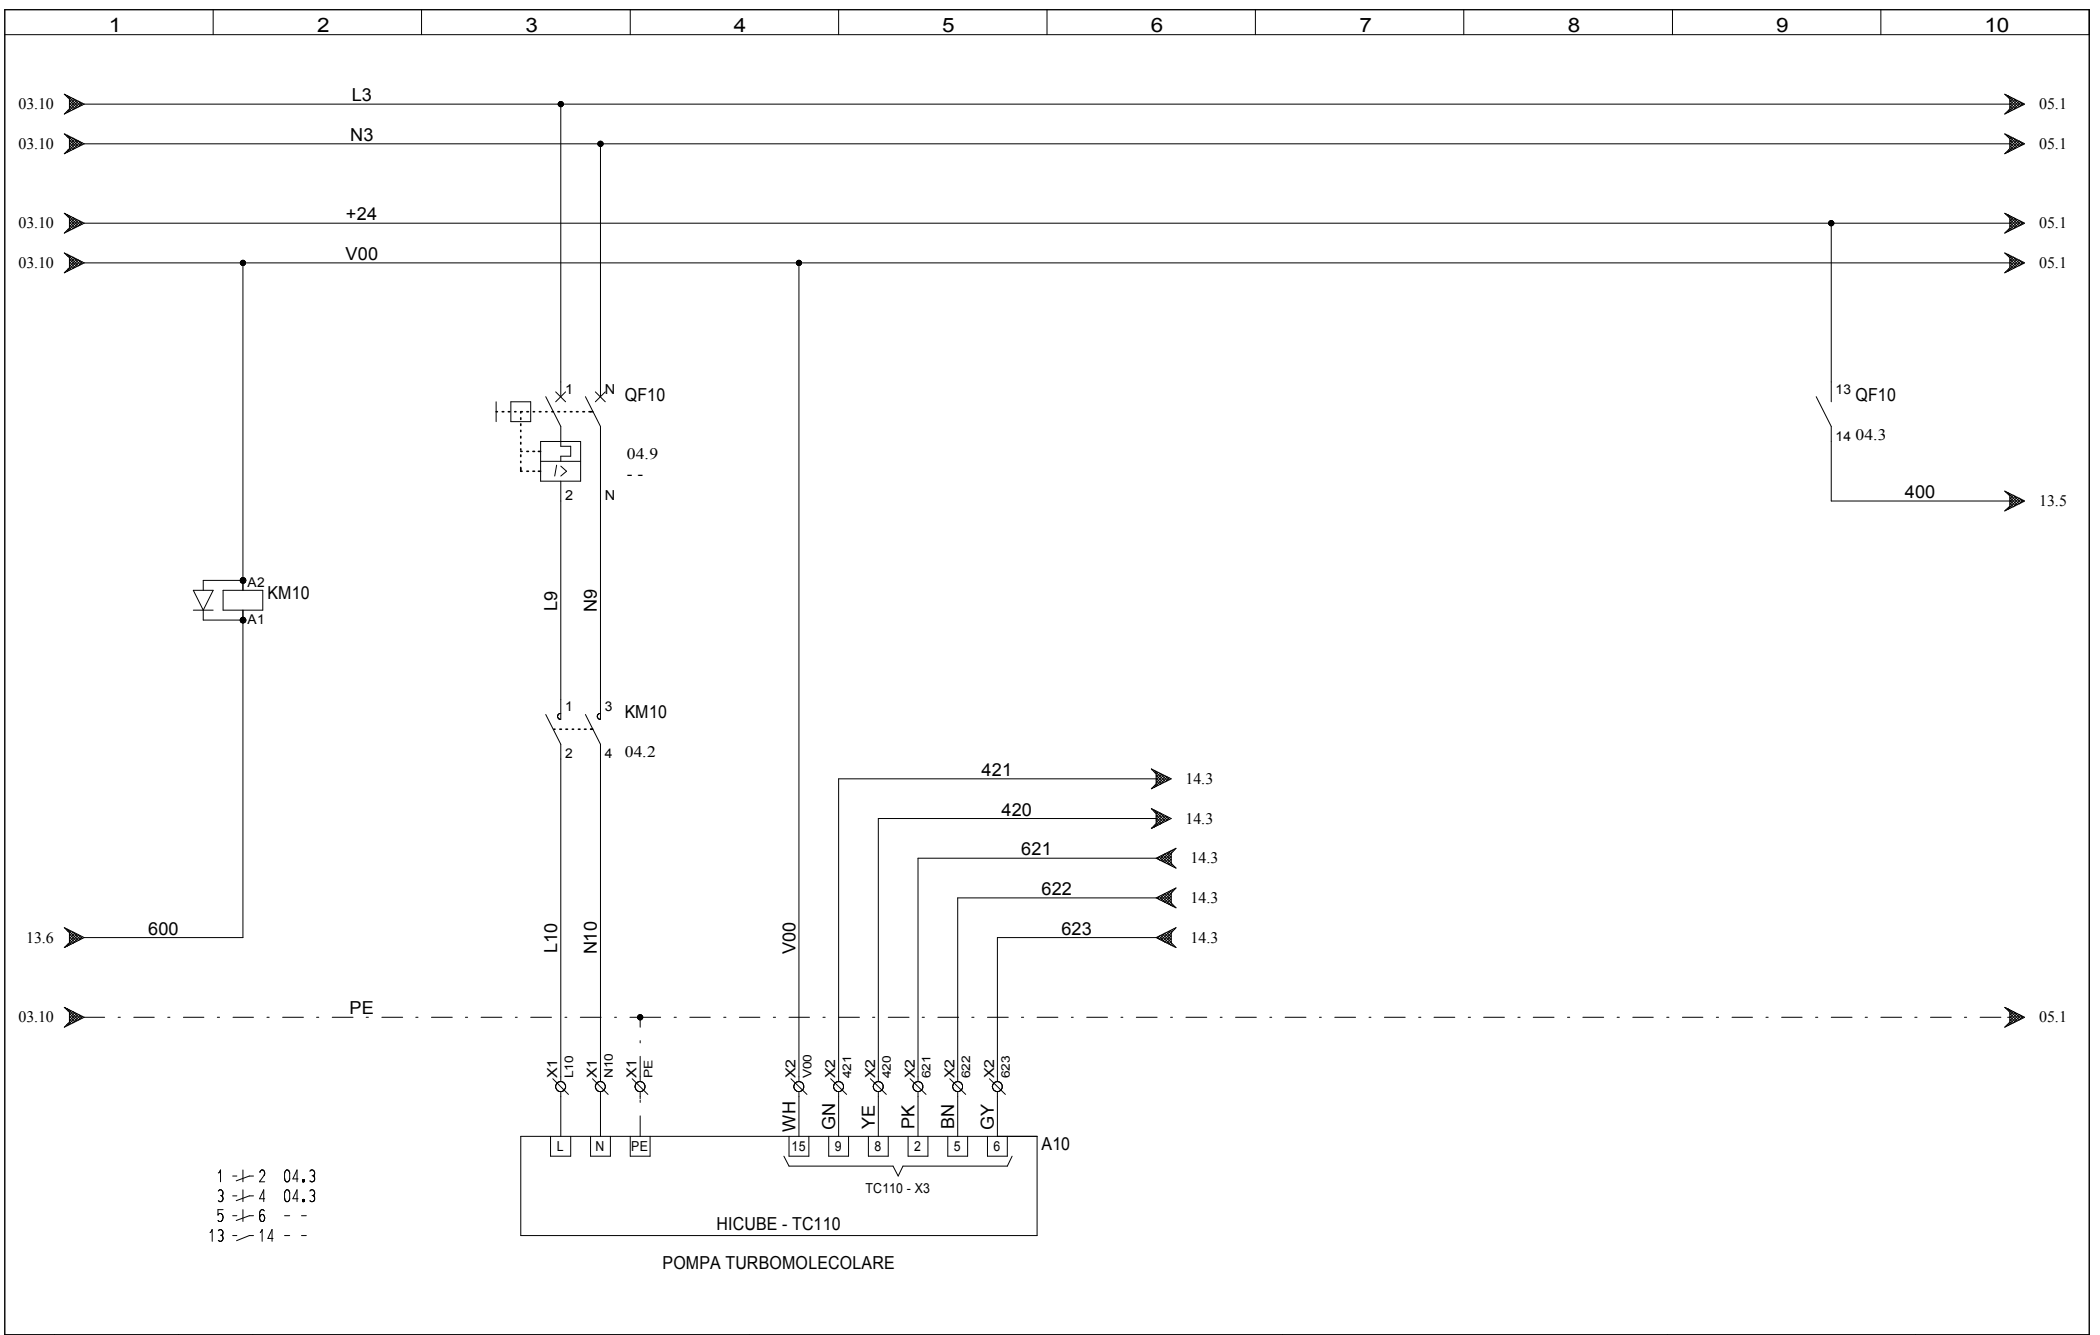 1 2 3 4 5 6 7 8 9 10
03.10 L3 05.1
03.10 N3 05.1
03.10 +24 05.1
03.10 V00 05.1
1 N QF10
13 QF10
04.9
14 04.3
- -
2 N
400 13.5
A2 KM10
A1
L9 N9
1 3 KM10
2 4 04.2
421 14.3
420 14.3
621 14.3
622 14.3
13.6 600 L10 N10 V00 623 14.3
03.10 PE 05.1
X1 L10 X1 N10 X1 PE X2 V00 X2 421 X2 420 X2 621 X2 622 X2 623
WH GN YE PK BN GY
L N PE 15 9 8 2 5 6 A10
I>
TC110 - X3
HICUBE - TC110
POMPA TURBOMOLECOLARE
1 2 04.3
3 4 04.3
5 6 - -
13 14 - -